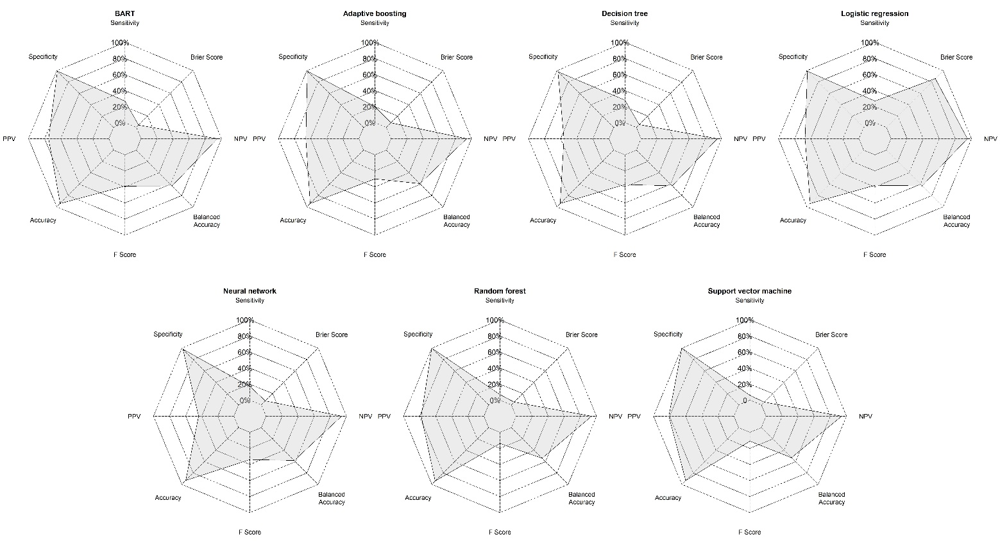 BART
Sensitivity
100%
Specificity
Brier Score
80%
60%
40%
20%
0%
PPV
NPV
Accuracy
Balanced
Accuracy
F Score
Adaptive boosting
Sensitivity
100%
Specificity
Brier Score
80%
60%
40%
20%
0%
PPV
NPV
Accuracy
Balanced
Accuracy
F Score
Decision tree
Sensitivity
100%
Specificity
Brier Score
80%
60%
40%
20%
0%
PPV
NPV
Accuracy
Balanced
Accuracy
F Score
Logistic regression
Sensitivity
100%
Specificity
Brier Score
80%
60%
40%
20%
0%
PPV
NPV
Accuracy
Balanced
Accuracy
F Score
Neural network
Sensitivity
100%
Specificity
Brier Score
80%
60%
40%
20%
0%
PPV
NPV
Accuracy
Balanced
Accuracy
F Score
Random forest
Sensitivity
100%
Specificity
Brier Score
80%
60%
40%
20%
0%
PPV
NPV
Accuracy
Balanced
Accuracy
F Score
Support vector machine
Sensitivity
100%
Specificity
Brier Score
80%
60%
40%
20%
0
PPV
NPV
Accuracy
Balanced
Accuracy
F Score